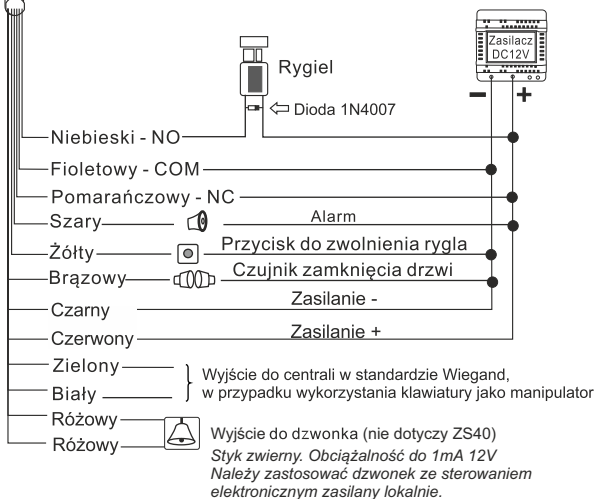 Zasilacz
DC12V
Rygiel
- +
Dioda 1N4007
Niebieski - NO
Fioletowy - COM
Pomarańczowy - NC
Szary Alarm
Żółty Przycisk do zwolnienia rygla
Brązowy Czujnik zamknięcia drzwi
Czarny Zasilanie -
Czerwony Zasilanie +
Zielony
Wyjście do centrali w standardzie Wiegand,
Biały w przypadku wykorzystania klawiatury jako manipulator
Różowy
Wyjście do dzwonka (nie dotyczy ZS40)
Różowy
Styk zwierny. Obciążalność do 1mA 12V
Należy zastosować dzwonek ze sterowaniem
elektronicznym zasilany lokalnie.